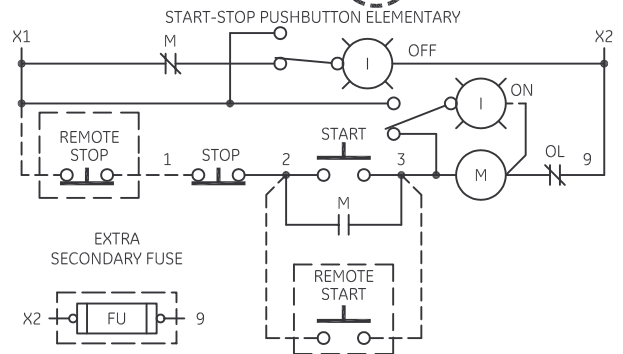 START-STOP PUSHBUTTON ELEMENTARY
X1
M
I
OFF
X2
I
ON
REMOTE
STOP
1
STOP
2
START
3
M
OL
9
M
EXTRA
SECONDARY FUSE
X2
FU
9
REMOTE
START